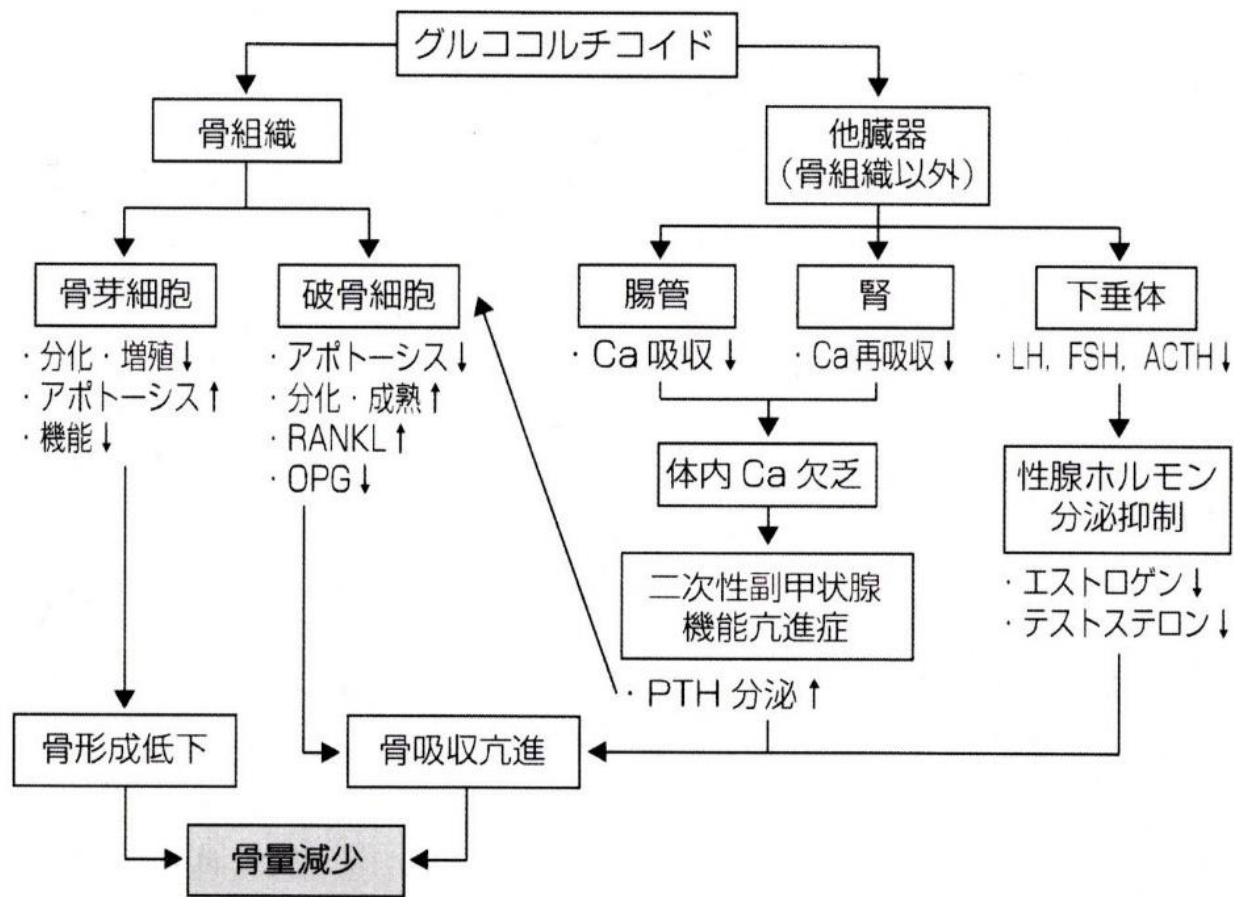 グルココルチコイド
骨組織
他臓器
(骨組織以外)
骨芽細胞
破骨細胞
腸管
腎
下垂体
・分化・増殖↓
・アポトーシス↑
・機能↓
・アポトーシス↓
・分化・成熟↑
・RANKL↑
・OPG↓
・Ca 吸収↓
・Ca 再吸収↓
・LH, FSH, ACTH↓
体内 Ca 欠乏
性腺ホルモン
分泌抑制
二次性副甲状腺
機能亢進症
・エストロゲン↓
・テストステロン↓
・PTH 分泌↑
骨形成低下
骨吸収亢進
骨量減少